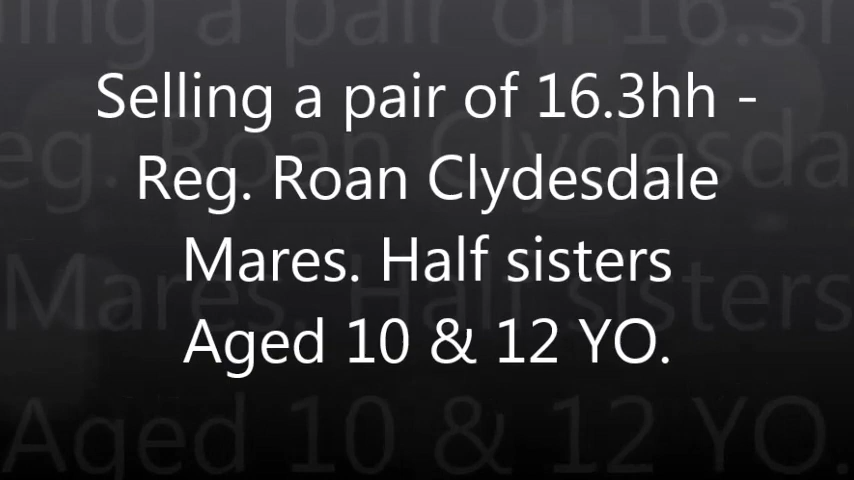 Selling a pair of 16.3hh -
Reg. Roan Clydesdale
Mares. Half sisters
Aged 10 & 12 YO.